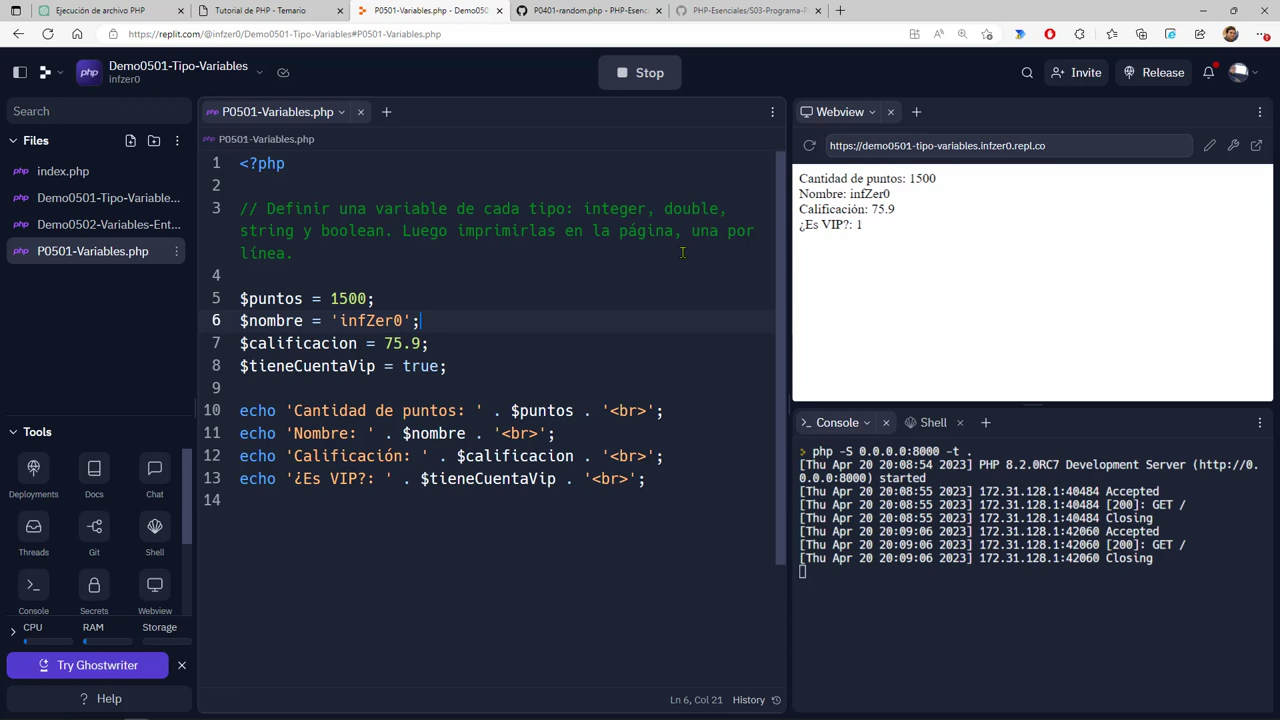 Ejecución de archivo PHP
Tutorial de PHP - Temario
P0501-Variables.php - Demo050
P0401-random.php - PHP-Esenci
PHP-Esenciales/S03-Programa-P
https://replit.com/@infzer0/Demo0501-Tipo-Variables#P0501-Variables.php
php
Demo0501-Tipo-Variables
infzer0
Stop
Invite
Release
Search
Files
php index.php
php Demo0501-Tipo-Variable...
php Demo0502-Variables-Ent...
php P0501-Variables.php
Tools
Deployments
Docs
Chat
Threads
Git
Shell
Console
Secrets
Webview
CPU
RAM
Storage
Try Ghostwriter
? Help
php P0501-Variables.php
php P0501-Variables.php
1 <?php
2
3 // Definir una variable de cada tipo: integer, double,
string y boolean. Luego imprimirlas en la página, una por
línea.
4
5 $puntos = 1500;
6 $nombre = 'infZer0';
7 $calificacion = 75.9;
8 $tieneCuentaVip = true;
9
10 echo 'Cantidad de puntos: ' . $puntos . '<br>';
11 echo 'Nombre: ' . $nombre . '<br>';
12 echo 'Calificación: ' . $calificacion . '<br>';
13 echo '¿Es VIP?: ' . $tieneCuentaVip . '<br>';
14
Ln 6, Col 21
History
Webview
https://demo0501-tipo-variables.infzer0.repl.co
Cantidad de puntos: 1500
Nombre: infZer0
Calificación: 75.9
¿Es VIP?: 1
Console
Shell
> php -S 0.0.0.0:8000 -t .
[Thu Apr 20 20:08:54 2023] PHP 8.2.0RC7 Development Server (http://0.
0.0.0:8000) started
[Thu Apr 20 20:08:55 2023] 172.31.128.1:40484 Accepted
[Thu Apr 20 20:08:55 2023] 172.31.128.1:40484 [200]: GET /
[Thu Apr 20 20:08:55 2023] 172.31.128.1:40484 Closing
[Thu Apr 20 20:09:06 2023] 172.31.128.1:42060 Accepted
[Thu Apr 20 20:09:06 2023] 172.31.128.1:42060 [200]: GET /
[Thu Apr 20 20:09:06 2023] 172.31.128.1:42060 Closing